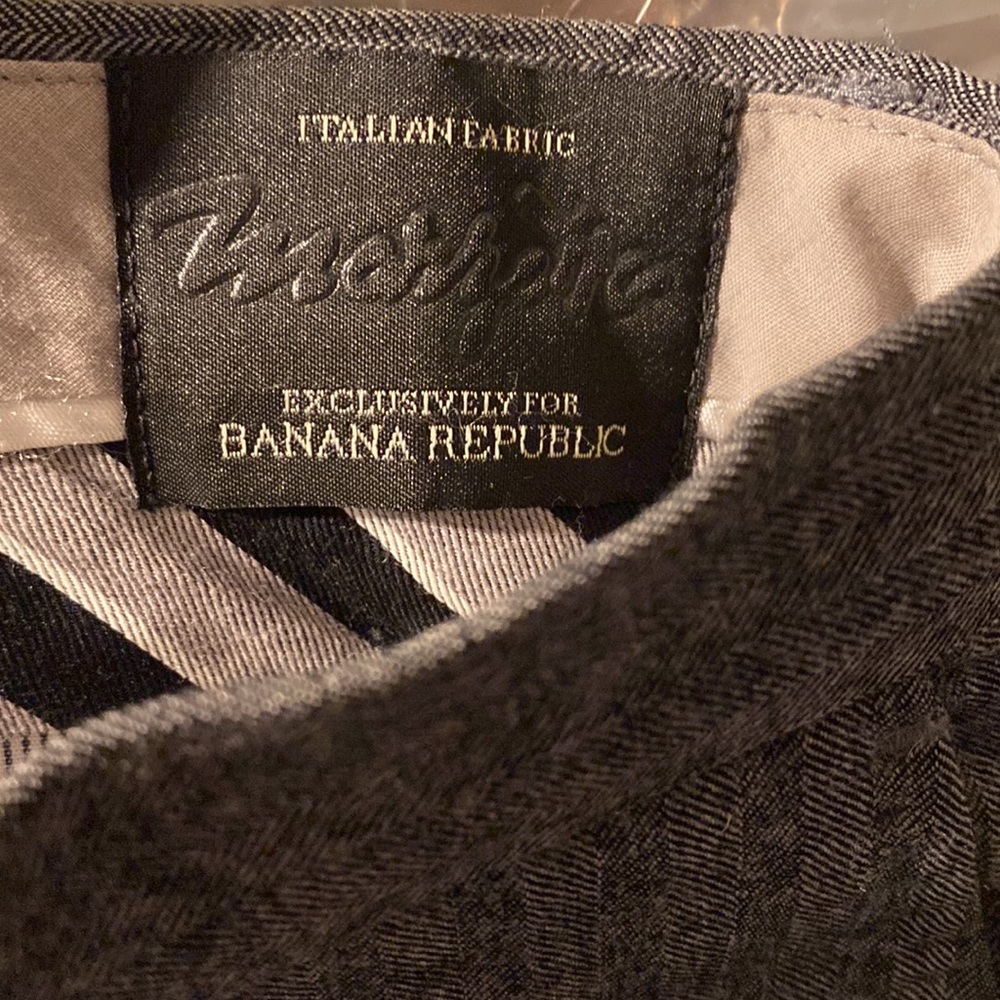 ITALIAN FABRIC
EXCLUSIVELY FOR
BANANA REPUBLIC